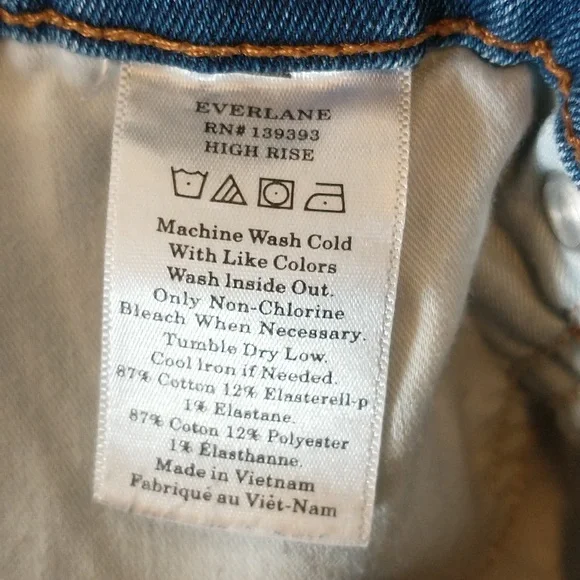 EVERLANE
RN# 139393
HIGH RISE
Machine Wash Cold
With Like Colors
Wash Inside Out.
Only Non-Chlorine
Bleach When Necessary.
Tumble Dry Low.
Cool Iron if Needed.
87% Cotton 12% Elasterell-p
1% Elastane.
87% Coton 12% Polyester
1% Élasthanne.
Made in Vietnam
Fabriqué au Viêt-Nam